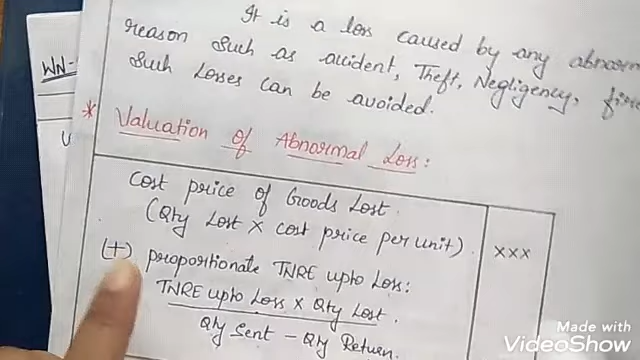 It is a loss caused by any abnorm
reason such as accident, Theft, Negligency, fire
such Losses can be avoided.
WN-
* Valuation of Abnormal Loss:
Cost price of Goods Lost
(Qty Lost × cost price per unit)
xxx
(+) proportionate TNRE upto Loss:
TNRE upto Loss × Qty Lost.
Qty Sent - Qty Return.
Made with
VideoShow